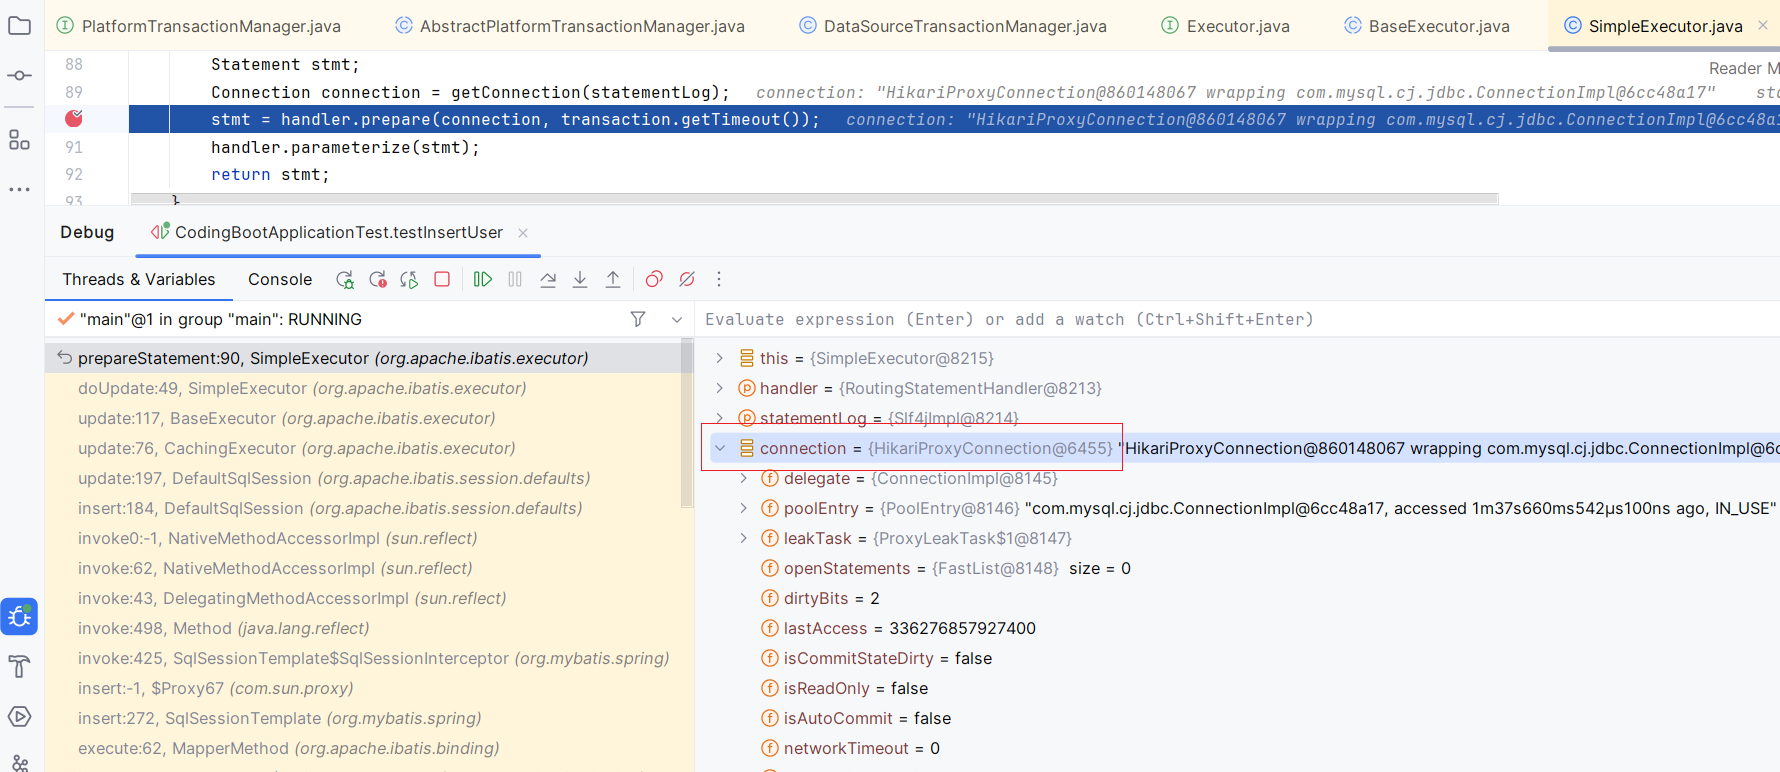 PlatformTransactionManager.java AbstractPlatformTransactionManager.java DataSourceTransactionManager.java Executor.java BaseExecutor.java SimpleExecutor.java
Reader M
88 Statement stmt;
89 Connection connection = getConnection(statementLog); connection: "HikariProxyConnection@860148067 wrapping com.mysql.cj.jdbc.ConnectionImpl@6cc48a17" sta
stmt = handler.prepare(connection, transaction.getTimeout()); connection: "HikariProxyConnection@860148067 wrapping com.mysql.cj.jdbc.ConnectionImpl@6cc48a1
91 handler.parameterize(stmt);
92 return stmt;
93 }
Debug CodingBootApplicationTest.testInsertUser
Threads & Variables Console
"main"@1 in group "main": RUNNING
Evaluate expression (Enter) or add a watch (Ctrl+Shift+Enter)
prepareStatement:90, SimpleExecutor (org.apache.ibatis.executor)
doUpdate:49, SimpleExecutor (org.apache.ibatis.executor)
update:117, BaseExecutor (org.apache.ibatis.executor)
update:76, CachingExecutor (org.apache.ibatis.executor)
update:197, DefaultSqlSession (org.apache.ibatis.session.defaults)
insert:184, DefaultSqlSession (org.apache.ibatis.session.defaults)
invoke0:-1, NativeMethodAccessorImpl (sun.reflect)
invoke:62, NativeMethodAccessorImpl (sun.reflect)
invoke:43, DelegatingMethodAccessorImpl (sun.reflect)
invoke:498, Method (java.lang.reflect)
invoke:425, SqlSessionTemplate$SqlSessionInterceptor (org.mybatis.spring)
insert:-1, $Proxy67 (com.sun.proxy)
insert:272, SqlSessionTemplate (org.mybatis.spring)
execute:62, MapperMethod (org.apache.ibatis.binding)
this = {SimpleExecutor@8215}
handler = {RoutingStatementHandler@8213}
statementLog = {Slf4jImpl@8214}
connection = {HikariProxyConnection@6455} "HikariProxyConnection@860148067 wrapping com.mysql.cj.jdbc.ConnectionImpl@6c
delegate = {ConnectionImpl@8145}
poolEntry = {PoolEntry@8146} "com.mysql.cj.jdbc.ConnectionImpl@6cc48a17, accessed 1m37s660ms542μs100ns ago, IN_USE"
leakTask = {ProxyLeakTask$1@8147}
openStatements = {FastList@8148} size = 0
dirtyBits = 2
lastAccess = 336276857927400
isCommitStateDirty = false
isReadOnly = false
isAutoCommit = false
networkTimeout = 0